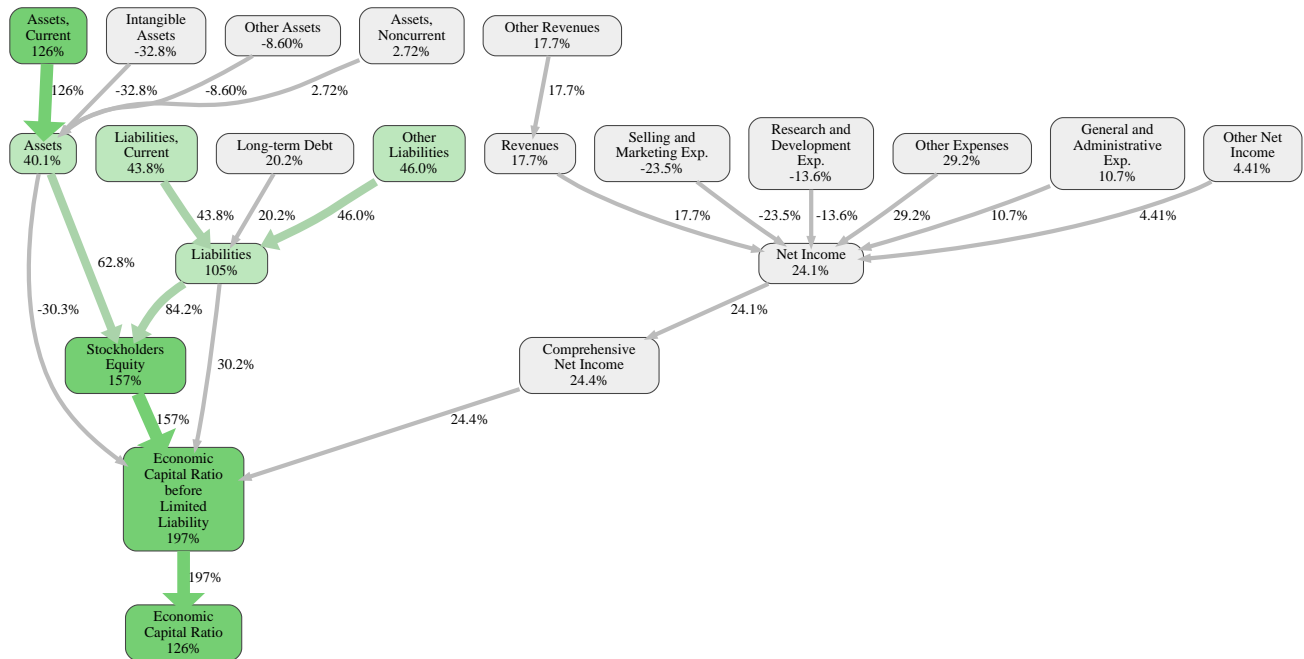 Assets,
Current
126%
Intangible
Assets
-32.8%
Other Assets
-8.60%
Assets,
Noncurrent
2.72%
Other Revenues
17.7%
126%
-32.8%
-8.60%
2.72%
17.7%
Assets
40.1%
Liabilities,
Current
43.8%
Long-term Debt
20.2%
Other
Liabilities
46.0%
Revenues
17.7%
Selling and
Marketing Exp.
-23.5%
Research and
Development
Exp.
-13.6%
Other Expenses
29.2%
General and
Administrative
Exp.
10.7%
Other Net
Income
4.41%
43.8%
20.2%
46.0%
17.7%
-23.5%
-13.6%
29.2%
10.7%
4.41%
62.8%
Liabilities
105%
Net Income
24.1%
-30.3%
84.2%
24.1%
Stockholders
Equity
157%
30.2%
Comprehensive
Net Income
24.4%
157%
24.4%
Economic
Capital Ratio
before
Limited
Liability
197%
197%
Economic
Capital Ratio
126%